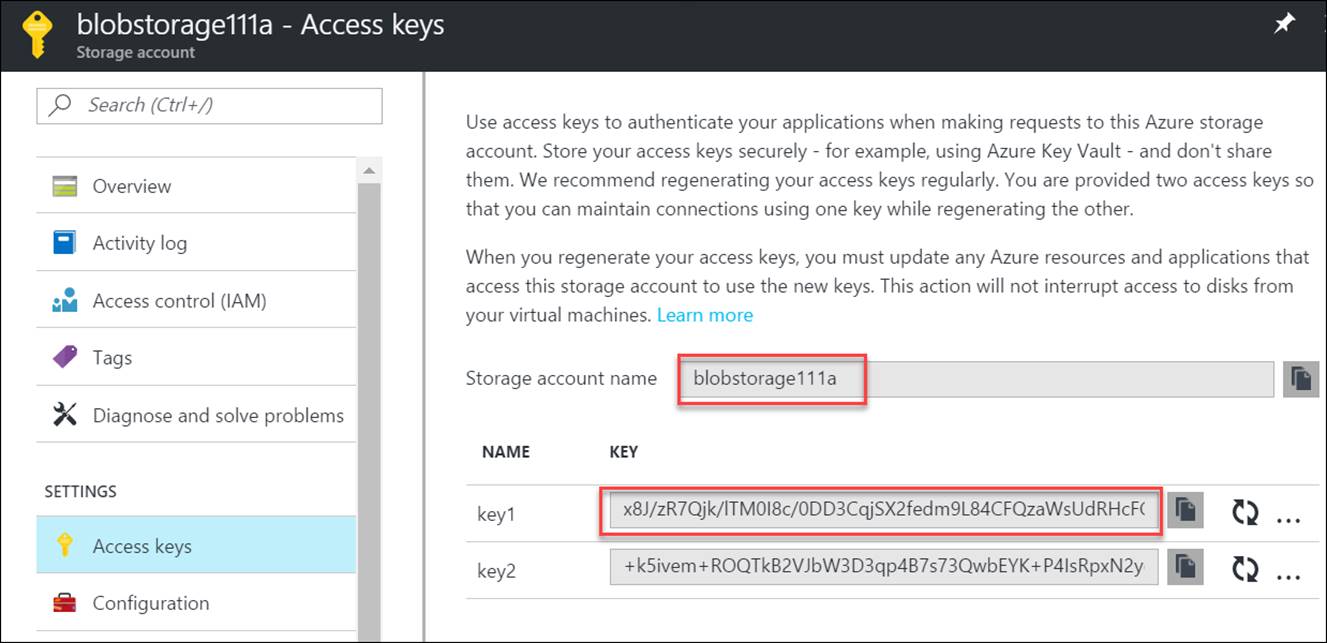 blobstorage111a - Access keys
Storage account
Search (Ctrl+/)
Overview
Activity log
Access control (IAM)
Tags
Diagnose and solve problems
SETTINGS
Access keys
Configuration
Use access keys to authenticate your applications when making requests to this Azure storage
account. Store your access keys securely - for example, using Azure Key Vault - and don't share
them. We recommend regenerating your access keys regularly. You are provided two access keys so
that you can maintain connections using one key while regenerating the other.
When you regenerate your access keys, you must update any Azure resources and applications that
access this storage account to use the new keys. This action will not interrupt access to disks from
your virtual machines. Learn more
Storage account name blobstorage111a
NAME KEY
key1 x8J/zR7Qjk/lTM0I8c/0DD3CqjSX2fedm9L84CFQzaWsUdRHcF
key2 +k5ivem+ROQTkB2VJbW3D3qp4B7s73QwbEYK+P4IsRpxN2y